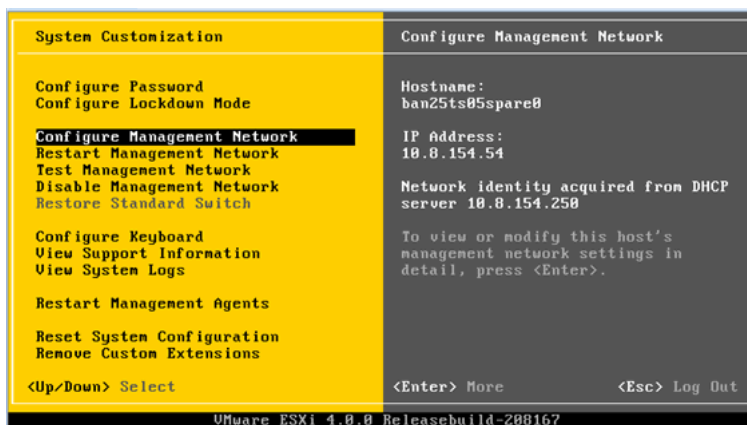 System Customization
Configure Password
Configure Lockdown Mode
Configure Management Network
Restart Management Network
Test Management Network
Disable Management Network
Restore Standard Switch
Configure Keyboard
View Support Information
View System Logs
Restart Management Agents
Reset System Configuration
Remove Custom Extensions
<Up/Down> Select
Configure Management Network
Hostname:
ban25ts05spare0
IP Address:
10.8.154.54
Network identity acquired from DHCP
server 10.8.154.250
To view or modify this host's
management network settings in
detail, press <Enter>.
<Enter> More
<Esc> Log Out
VMware ESXi 4.0.0 Releasebuild-208167